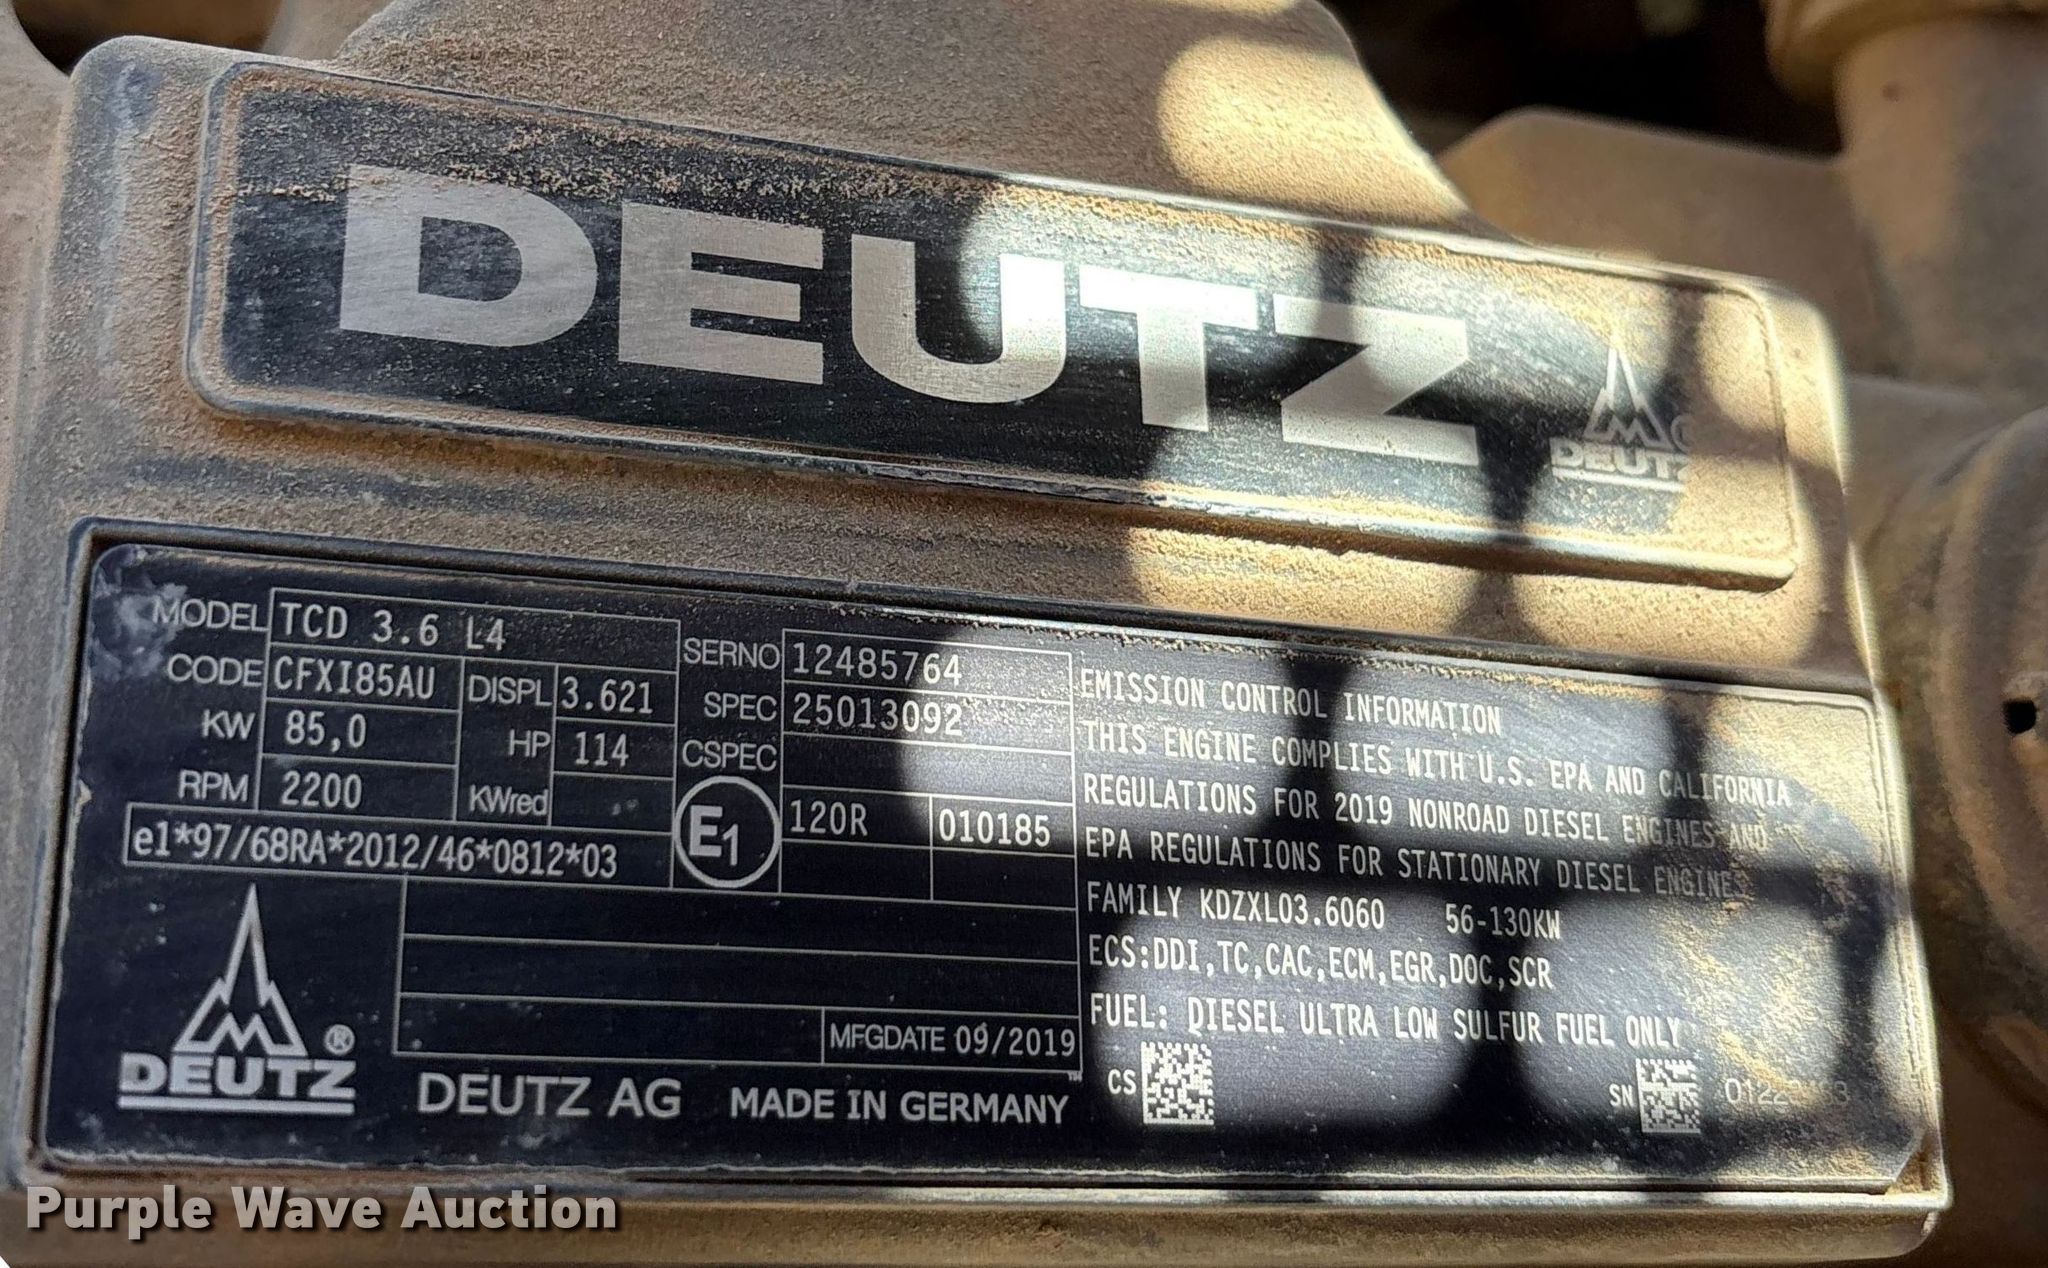 DEUTZ
DEUTZ
MODEL TCD 3.6 L4
CODE CFXI85AU DISPL 3.621
KW 85,0 HP 114
RPM 2200 KWred
e1*97/68RA*2012/46*0812*03
SERNO 12485764
SPEC 25013092
CSPEC
E1 120R 010185
MFGDATE 09/2019
DEUTZ ®
DEUTZ AG MADE IN GERMANY
EMISSION CONTROL INFORMATION
THIS ENGINE COMPLIES WITH U.S. EPA AND CALIFORNIA
REGULATIONS FOR 2019 NONROAD DIESEL ENGINES AND
EPA REGULATIONS FOR STATIONARY DIESEL ENGINES
FAMILY KDZXL03.6060 56-130KW
ECS:DDI,TC,CAC,ECM,EGR,DOC,SCR
FUEL: DIESEL ULTRA LOW SULFUR FUEL ONLY
CS SN
Purple Wave Auction